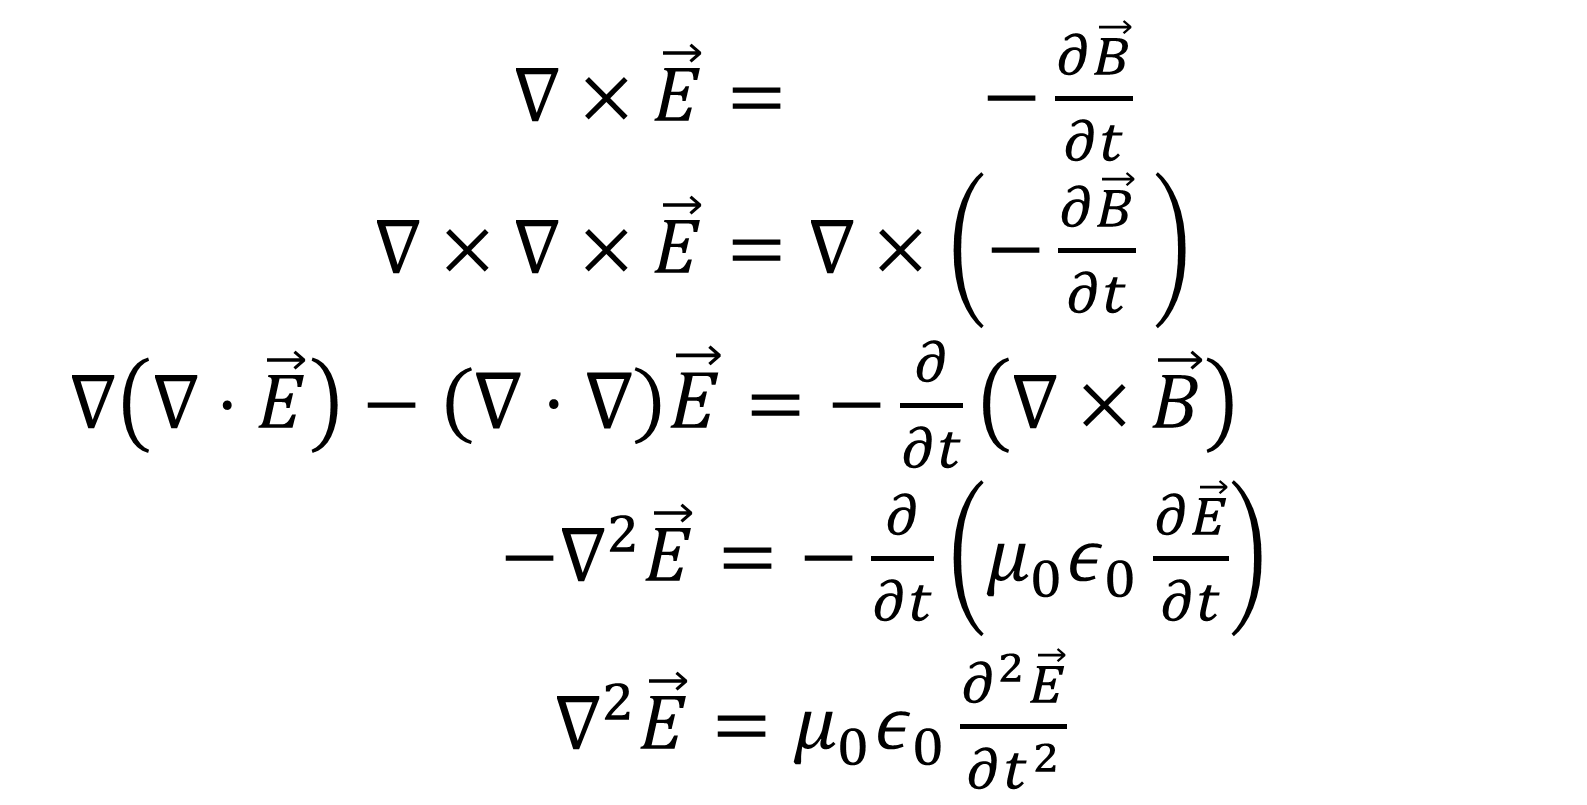 ∇ × E⃗ = − ∂B⃗/∂t
∇ × ∇ × E⃗ = ∇ × (− ∂B⃗/∂t)
∇(∇ · E⃗) − (∇ · ∇)E⃗ = − ∂/∂t (∇ × B⃗)
−∇²E⃗ = − ∂/∂t (μ₀ϵ₀ ∂E⃗/∂t)
∇²E⃗ = μ₀ϵ₀ ∂²E⃗/∂t²